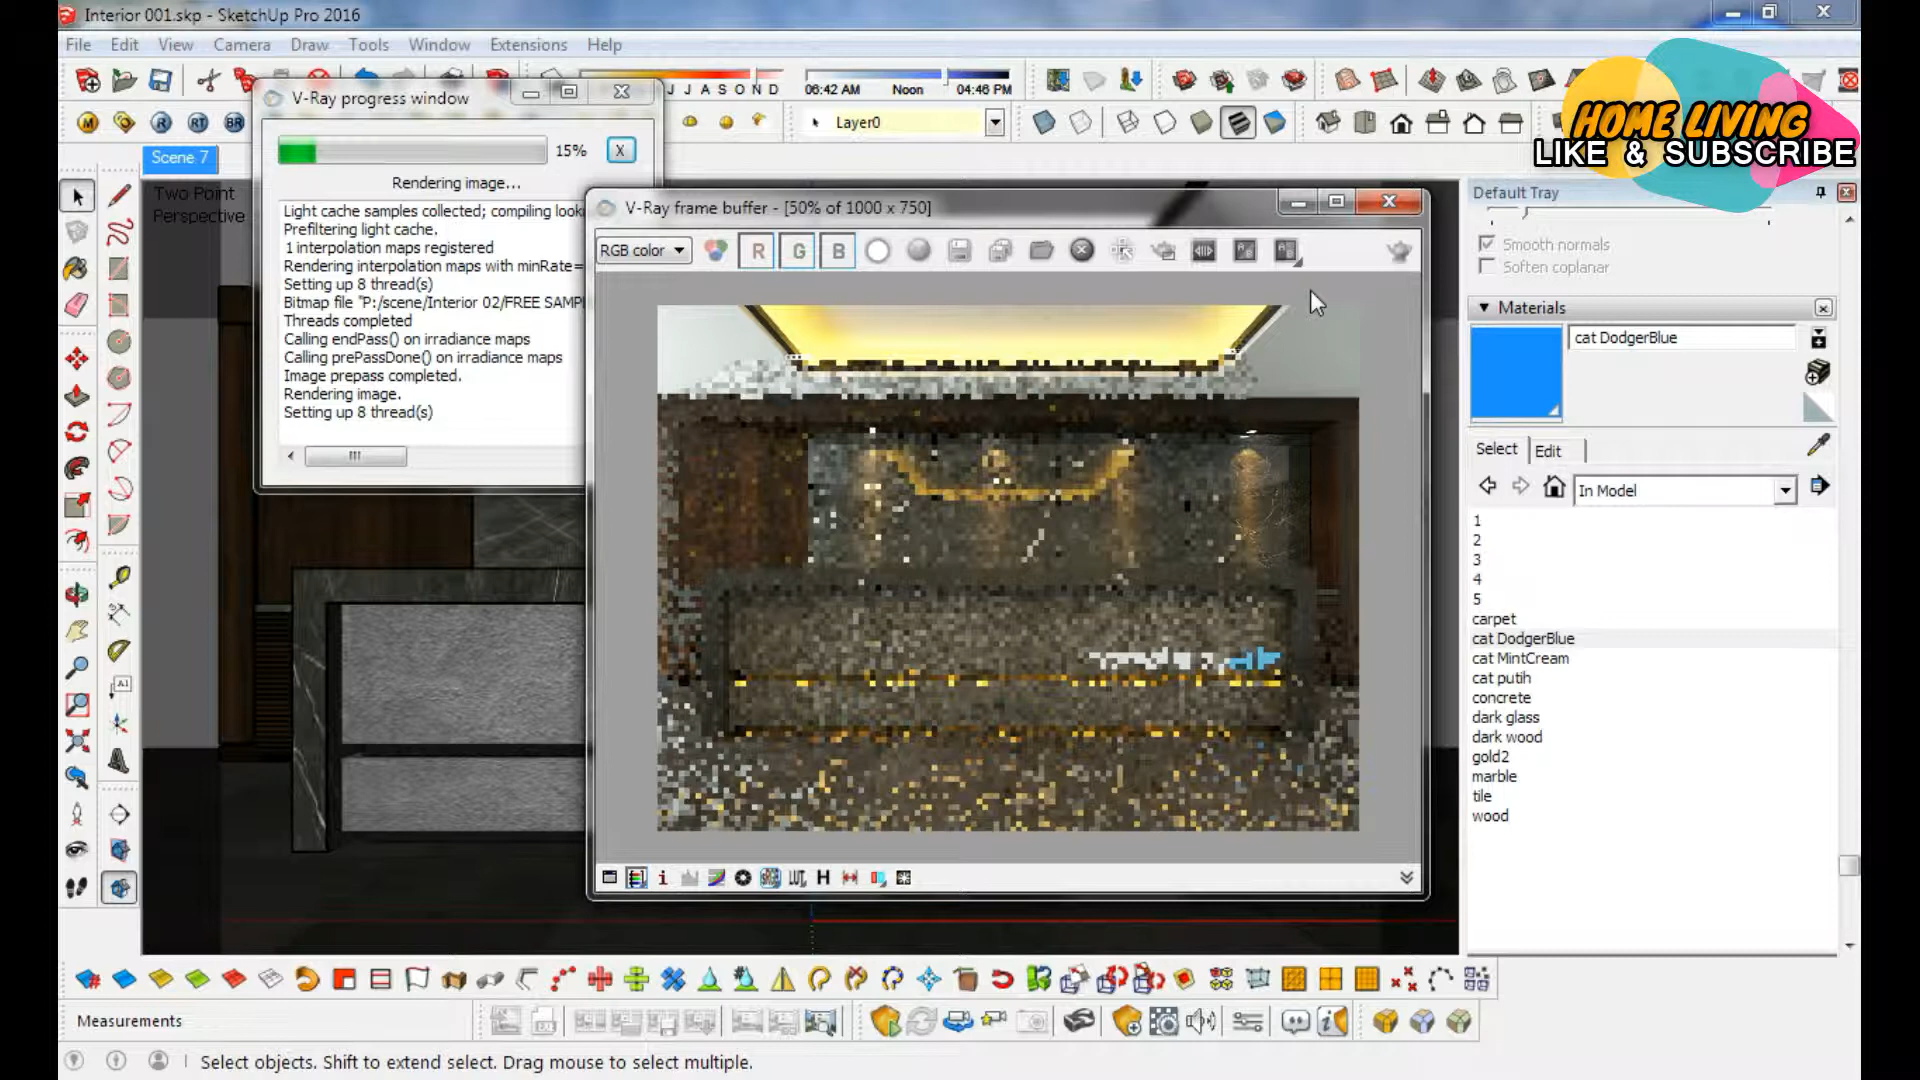 Interior 001.skp - SketchUp Pro 2016
File Edit View Camera Draw Tools Window Extensions Help
J J A S O N D
06:42 AM Noon 04:46 PM
HOME LIVING
LIKE & SUBSCRIBE
M R RT BR
Layer0
Scene 7
Two Point
Perspective
V-Ray progress window
15%
X
Rendering image...
Light cache samples collected; compiling look
Prefiltering light cache.
1 interpolation maps registered
Rendering interpolation maps with minRate=
Setting up 8 thread(s)
Bitmap file "P:/scene/Interior 02/FREE SAMP
Threads completed
Calling endPass() on irradiance maps
Calling prePassDone() on irradiance maps
Image prepass completed.
Rendering image.
Setting up 8 thread(s)
V-Ray frame buffer - [50% of 1000 x 750]
RGB color
R G B
LUT H
Default Tray
Smooth normals
Soften coplanar
Materials
cat DodgerBlue
Select Edit
In Model
1
2
3
4
5
carpet
cat DodgerBlue
cat MintCream
cat putih
concrete
dark glass
dark wood
gold2
marble
tile
wood
Measurements
Select objects. Shift to extend select. Drag mouse to select multiple.